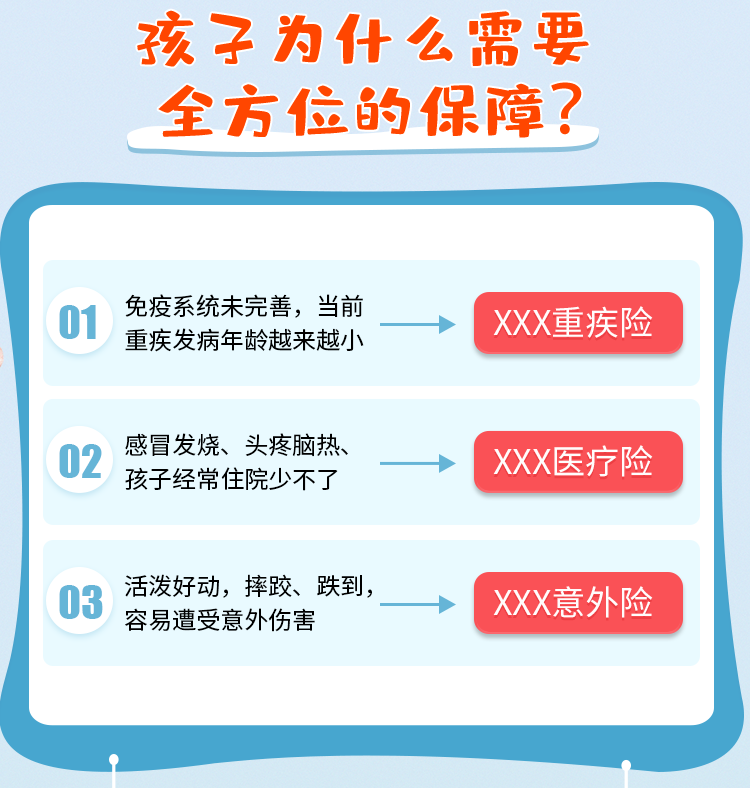 孩子为什么需要
全方位的保障?
01
免疫系统未完善，当前
重疾发病年龄越来越小
XXX重疾险
02
感冒发烧、头疼脑热、
孩子经常住院少不了
XXX医疗险
03
活泼好动，摔跤、跌到，
容易遭受意外伤害
XXX意外险